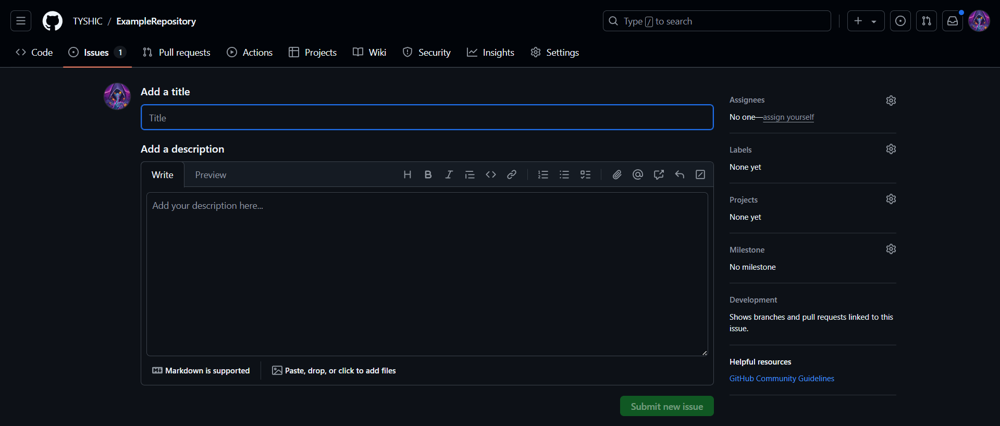 TYSHIC / ExampleRepository
Type / to search
Code Issues 1 Pull requests Actions Projects Wiki Security Insights Settings
Add a title
Title
Add a description
Write Preview
Add your description here...
Markdown is supported
Paste, drop, or click to add files
Submit new issue
Assignees
No one—assign yourself
Labels
None yet
Projects
None yet
Milestone
No milestone
Development
Shows branches and pull requests linked to this
issue.
Helpful resources
GitHub Community Guidelines